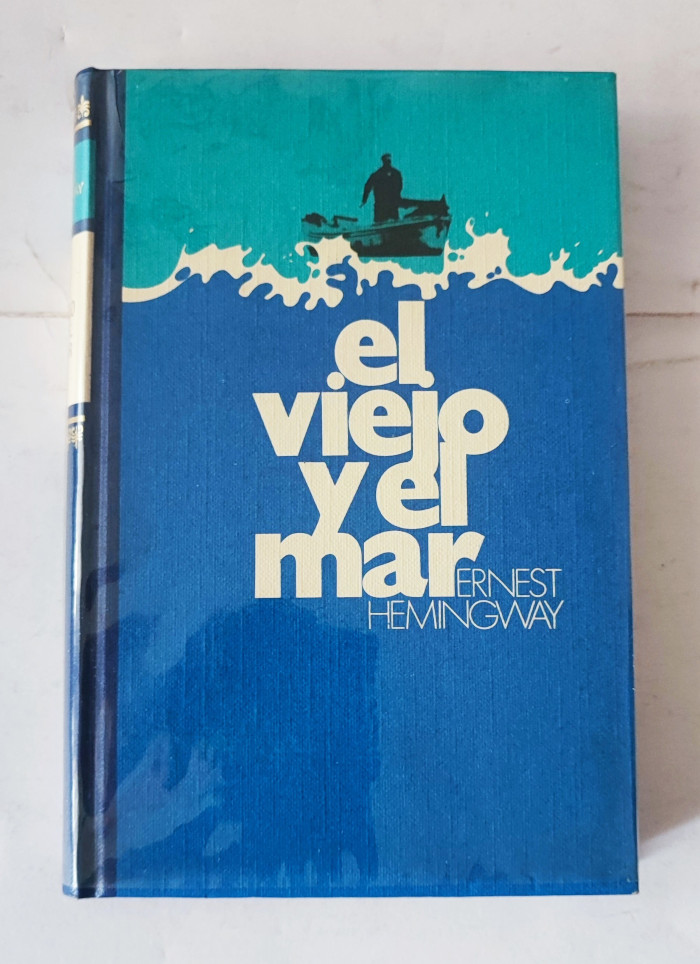 el
viejo
y el
mar
ERNEST
HEMINGWAY